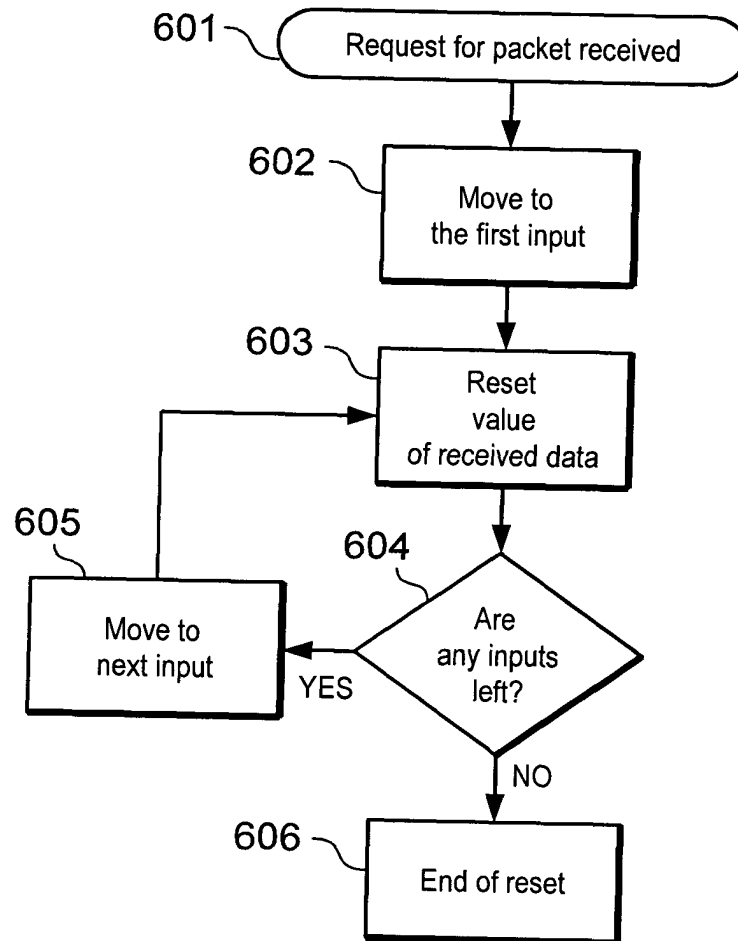 601
Request for packet received
602
Move to
the first input
603
Reset
value
of received data
604
Are
any inputs
left?
YES
605
Move to
next input
NO
606
End of reset